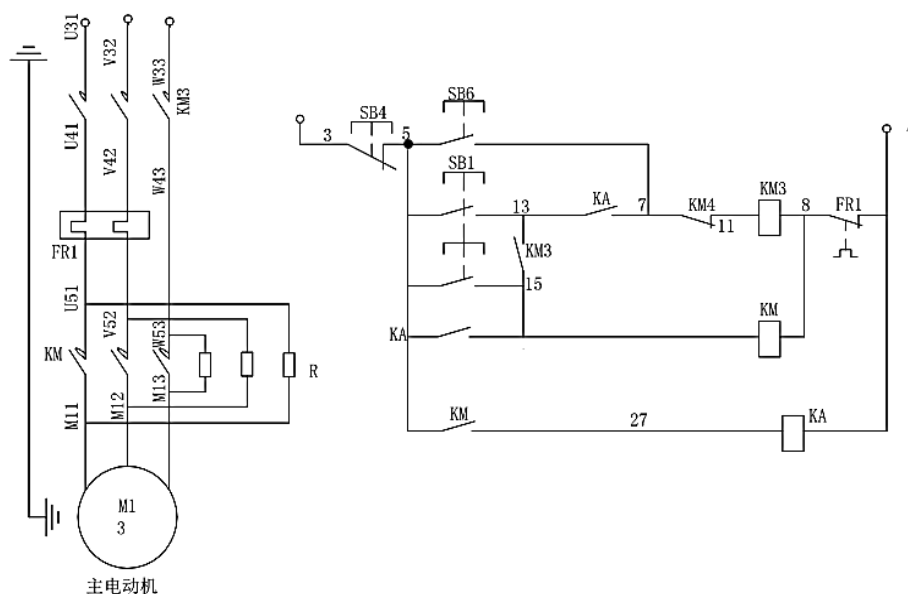 U31
V32
W33
KM3
U41
V42
W43
FR1
U51
V52
W53
KM
R
M11
M12
M13
M1
3
主电动机
SB6
SB4
3
5
SB1
13
KA
7
KM4
11
KM3
8
FR1
KM3
15
KA
KM
KM
27
KA